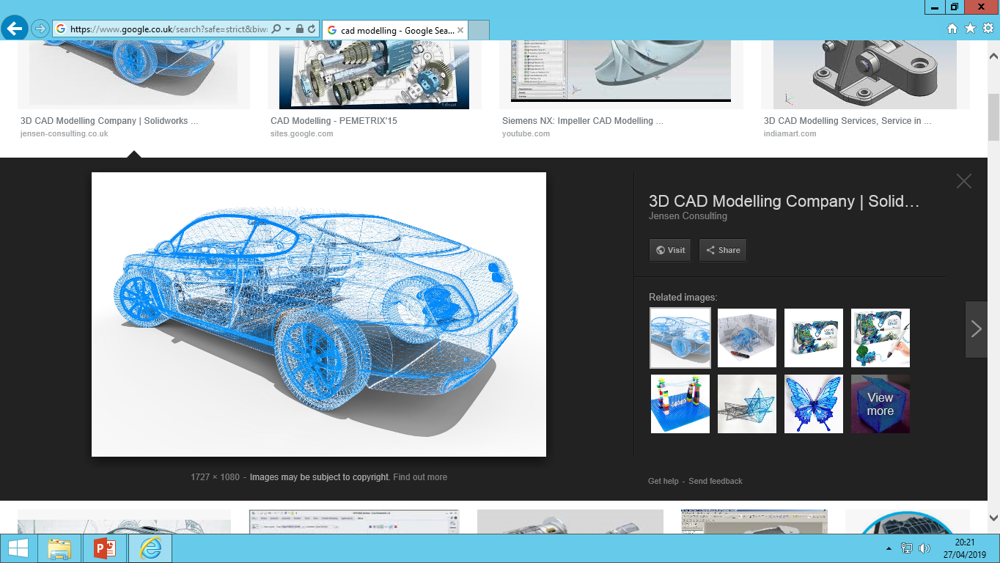 https://www.google.co.uk/search?safe=strict&biw:
cad modelling - Google Sea...
3D CAD Modelling Company | Solidworks ...
jensen-consulting.co.uk
CAD Modelling - PEMETRIX'15
sites.google.com
Siemens NX: Impeller CAD Modelling ...
youtube.com
3D CAD Modelling Services, Service in ...
indiamart.com
3D CAD Modelling Company | Solid...
Jensen Consulting
Visit
Share
Related images:
View
more
1727 × 1080 - Images may be subject to copyright. Find out more
Get help - Send feedback
20:21
27/04/2019